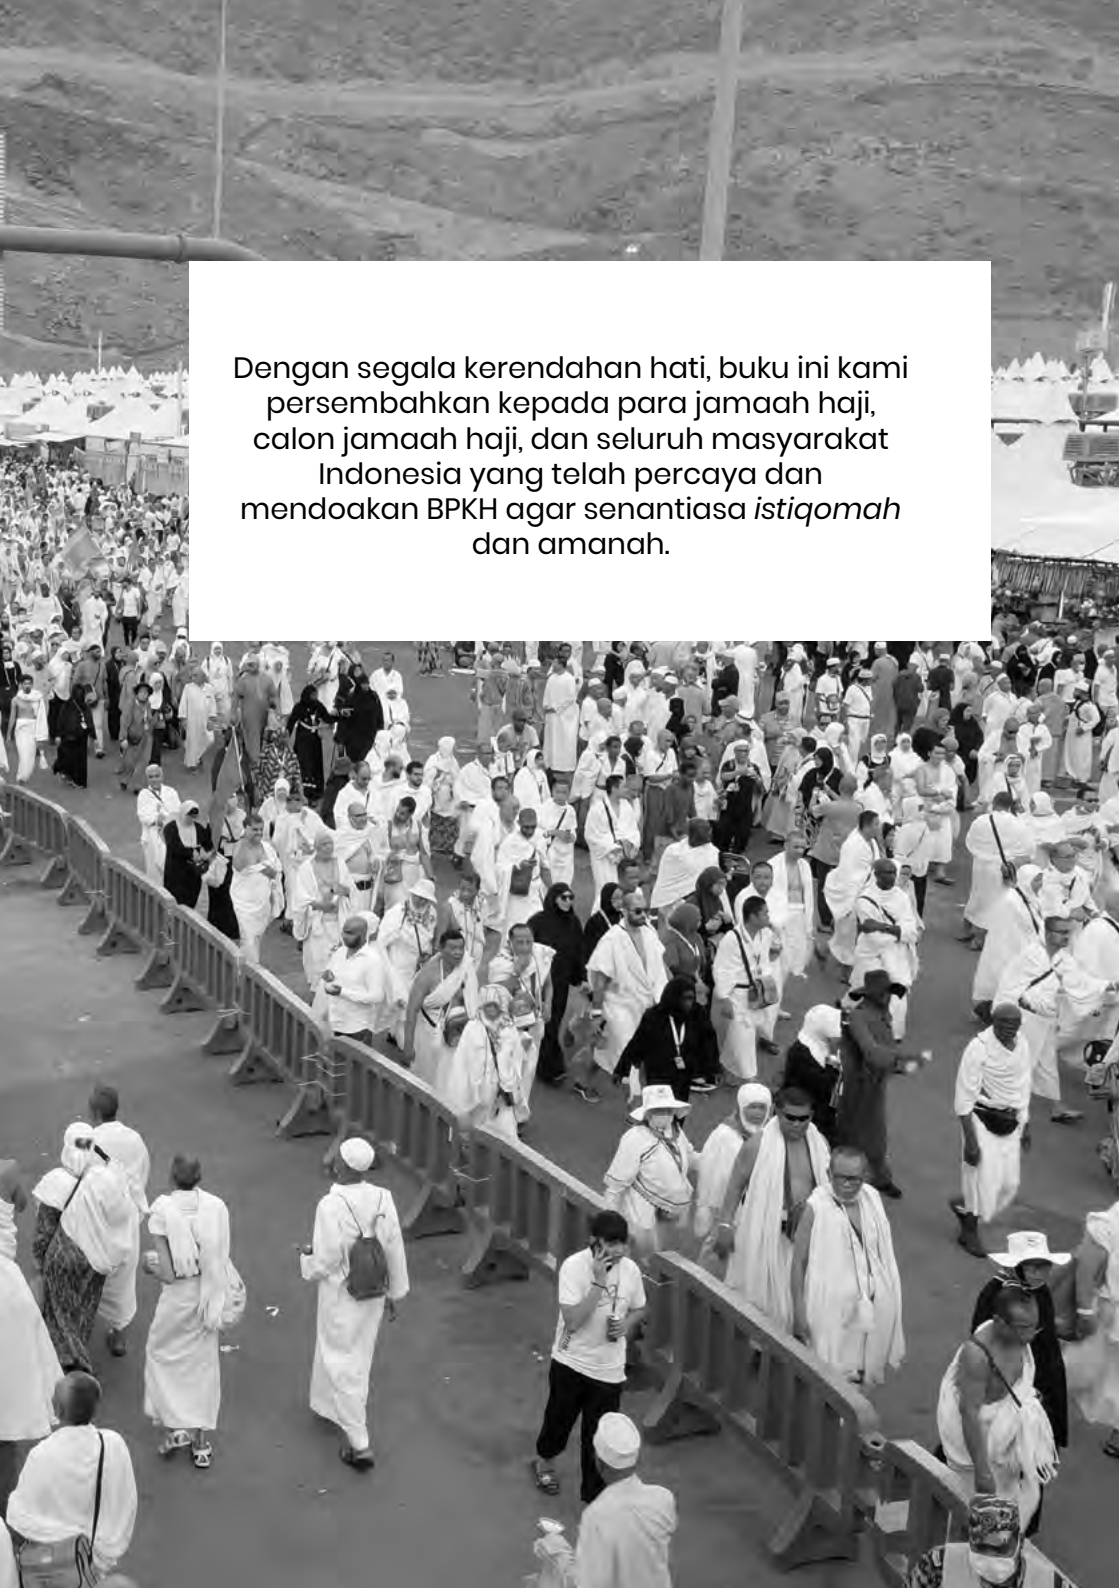 Dengan segala kerendahan hati, buku ini kami
persembahkan kepada para jamaah haji,
calon jamaah haji, dan seluruh masyarakat
Indonesia yang telah percaya dan
mendoakan BPKH agar senantiasa istiqomah
dan amanah.